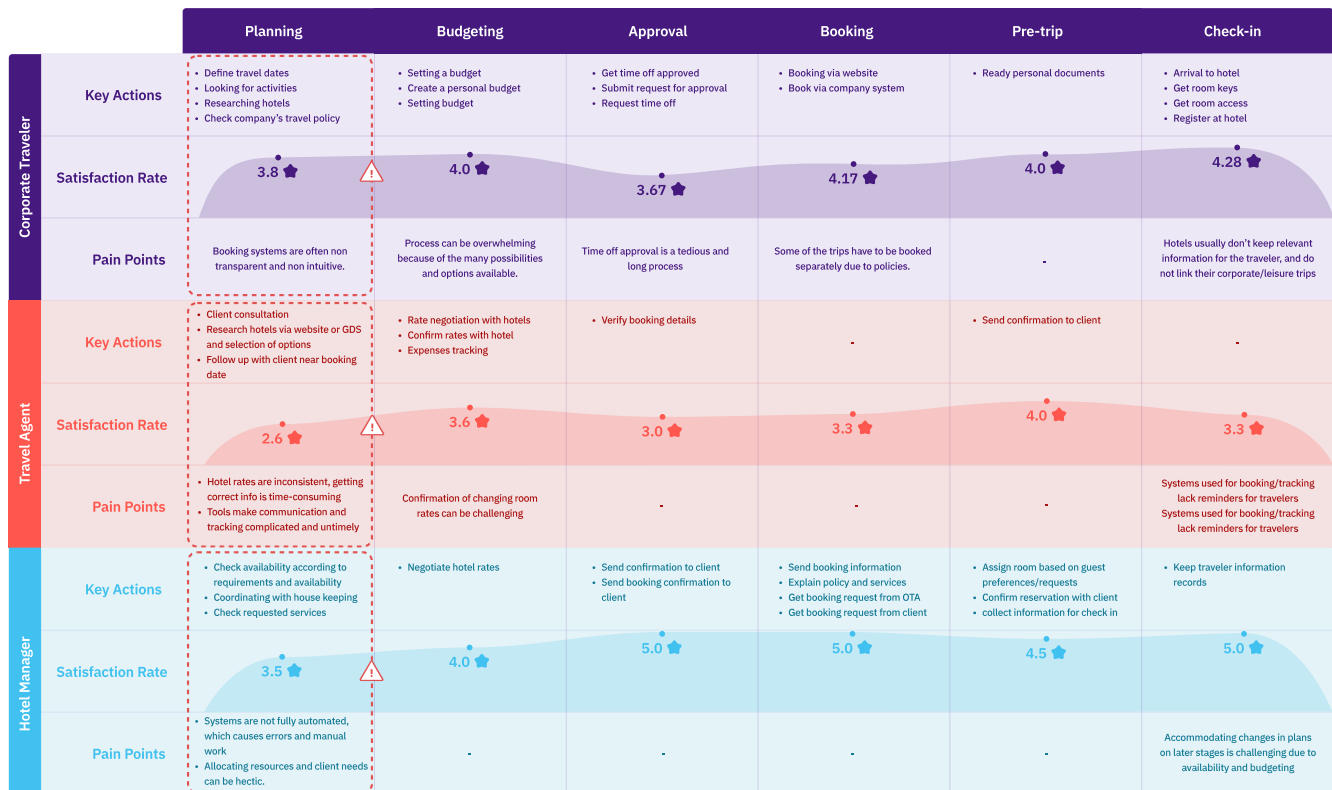 Planning
Budgeting
Approval
Booking
Pre-trip
Check-in
Corporate Traveler
Key Actions
• Define travel dates
• Looking for activities
• Researching hotels
• Check company’s travel policy
• Setting a budget
• Create a personal budget
• Setting budget
• Get time off approved
• Submit request for approval
• Request time off
• Booking via website
• Book via company system
• Ready personal documents
• Arrival to hotel
• Get room keys
• Get room access
• Register at hotel
Satisfaction Rate
3.8
!
4.0
3.67
4.17
4.0
4.28
Pain Points
Booking systems are often non
transparent and non intuitive.
Process can be overwhelming
because of the many possibilities
and options available.
Time off approval is a tedious and
long process
Some of the trips have to be booked
separately due to policies.
-
Hotels usually don’t keep relevant
information for the traveler, and do
not link their corporate/leisure trips
Travel Agent
Key Actions
• Client consultation
• Research hotels via website or GDS
and selection of options
• Follow up with client near booking
date
• Rate negotiation with hotels
• Confirm rates with hotel
• Expenses tracking
• Verify booking details
-
• Send confirmation to client
-
Satisfaction Rate
2.6
!
3.6
3.0
3.3
4.0
3.3
Pain Points
• Hotel rates are inconsistent, getting
correct info is time-consuming
• Tools make communication and
tracking complicated and untimely
Confirmation of changing room
rates can be challenging
-
-
-
Systems used for booking/tracking
lack reminders for travelers
Systems used for booking/tracking
lack reminders for travelers
Hotel Manager
Key Actions
• Check availability according to
requirements and availability
• Coordinating with house keeping
• Check requested services
• Negotiate hotel rates
• Send confirmation to client
• Send booking confirmation to
client
• Send booking information
• Explain policy and services
• Get booking request from OTA
• Get booking request from client
• Assign room based on guest
preferences/requests
• Confirm reservation with client
• collect information for check in
• Keep traveler information
records
Satisfaction Rate
3.5
!
4.0
5.0
5.0
4.5
5.0
Pain Points
• Systems are not fully automated,
which causes errors and manual
work
• Allocating resources and client needs
can be hectic.
-
-
-
-
Accommodating changes in plans
on later stages is challenging due to
availability and budgeting